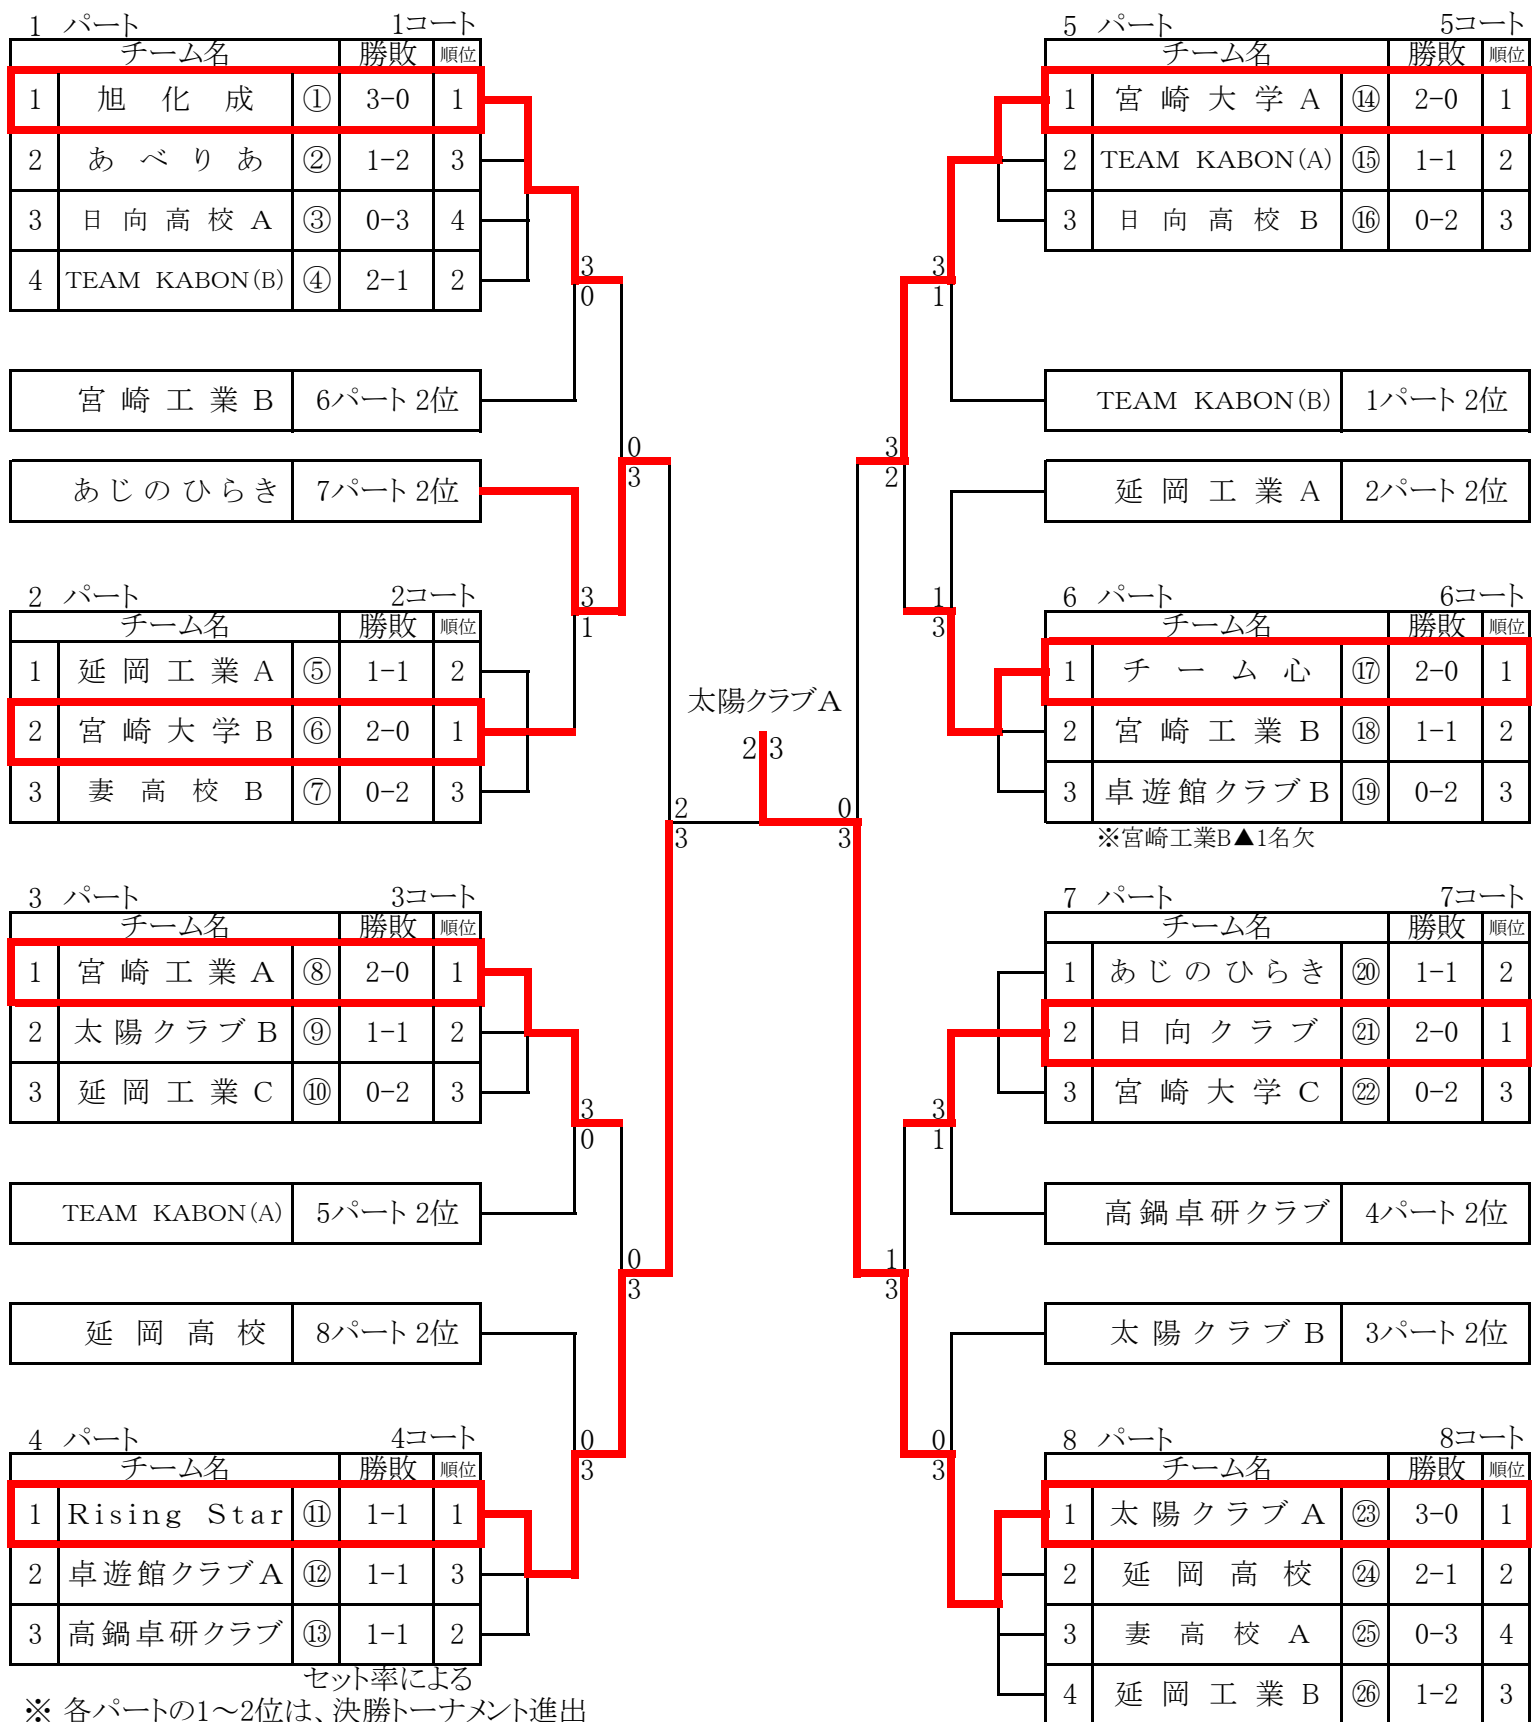 1 パート 1コート
チーム名 勝敗 順位
1 旭化成 ① 3-0 1
2 あべりあ ② 1-2 3
3 日向高校A ③ 0-3 4
4 TEAM KABON(B) ④ 2-1 2
3
0
宮崎工業B 6パート 2位
0
3
あじのひらき 7パート 2位
3
1
2 パート 2コート
チーム名 勝敗 順位
1 延岡工業A ⑤ 1-1 2
2 宮崎大学B ⑥ 2-0 1
3 妻高校B ⑦ 0-2 3
2
3
3 パート 3コート
チーム名 勝敗 順位
1 宮崎工業A ⑧ 2-0 1
2 太陽クラブB ⑨ 1-1 2
3 延岡工業C ⑩ 0-2 3
3
0
TEAM KABON(A) 5パート 2位
0
3
延岡高校 8パート 2位
0
3
4 パート 4コート
チーム名 勝敗 順位
1 Rising Star ⑪ 1-1 1
2 卓遊館クラブA ⑫ 1-1 3
3 高鍋卓研クラブ ⑬ 1-1 2
セット率による
※ 各パートの1～2位は、決勝トーナメント進出
太陽クラブA
2 3
5 パート 5コート
チーム名 勝敗 順位
1 宮崎大学A ⑭ 2-0 1
2 TEAM KABON(A) ⑮ 1-1 2
3 日向高校B ⑯ 0-2 3
3
1
TEAM KABON(B) 1パート 2位
3
2
延岡工業A 2パート 2位
1
3
6 パート 6コート
チーム名 勝敗 順位
1 チーム心 ⑰ 2-0 1
2 宮崎工業B ⑱ 1-1 2
3 卓遊館クラブB ⑲ 0-2 3
※宮崎工業B▲1名欠
0
3
7 パート 7コート
チーム名 勝敗 順位
1 あじのひらき ⑳ 1-1 2
2 日向クラブ ㉑ 2-0 1
3 宮崎大学C ㉒ 0-2 3
3
1
高鍋卓研クラブ 4パート 2位
1
3
太陽クラブB 3パート 2位
0
3
8 パート 8コート
チーム名 勝敗 順位
1 太陽クラブA ㉓ 3-0 1
2 延岡高校 ㉔ 2-1 2
3 妻高校A ㉕ 0-3 4
4 延岡工業B ㉖ 1-2 3